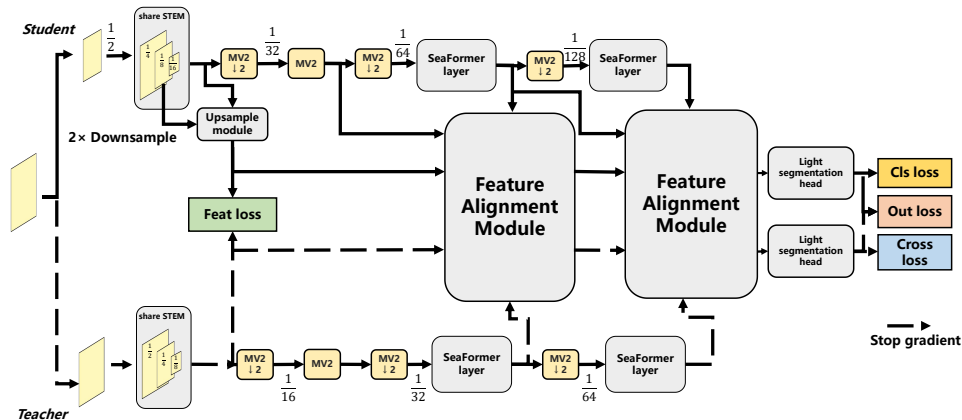 Student
1/2
share STEM
1/4
1/8
1/16
MV2
↓2
1/32
MV2
MV2
↓2
1/64
SeaFormer
layer
MV2
↓2
1/128
SeaFormer
layer
2× Downsample
Upsample
module
Feature
Alignment
Module
Feature
Alignment
Module
Light
segmentation
head
Cls loss
Feat loss
Out loss
Light
segmentation
head
Cross
loss
Stop gradient
share STEM
1/2
1/4
1/8
MV2
↓2
1/16
MV2
MV2
↓2
1/32
SeaFormer
layer
MV2
↓2
1/64
SeaFormer
layer
Teacher